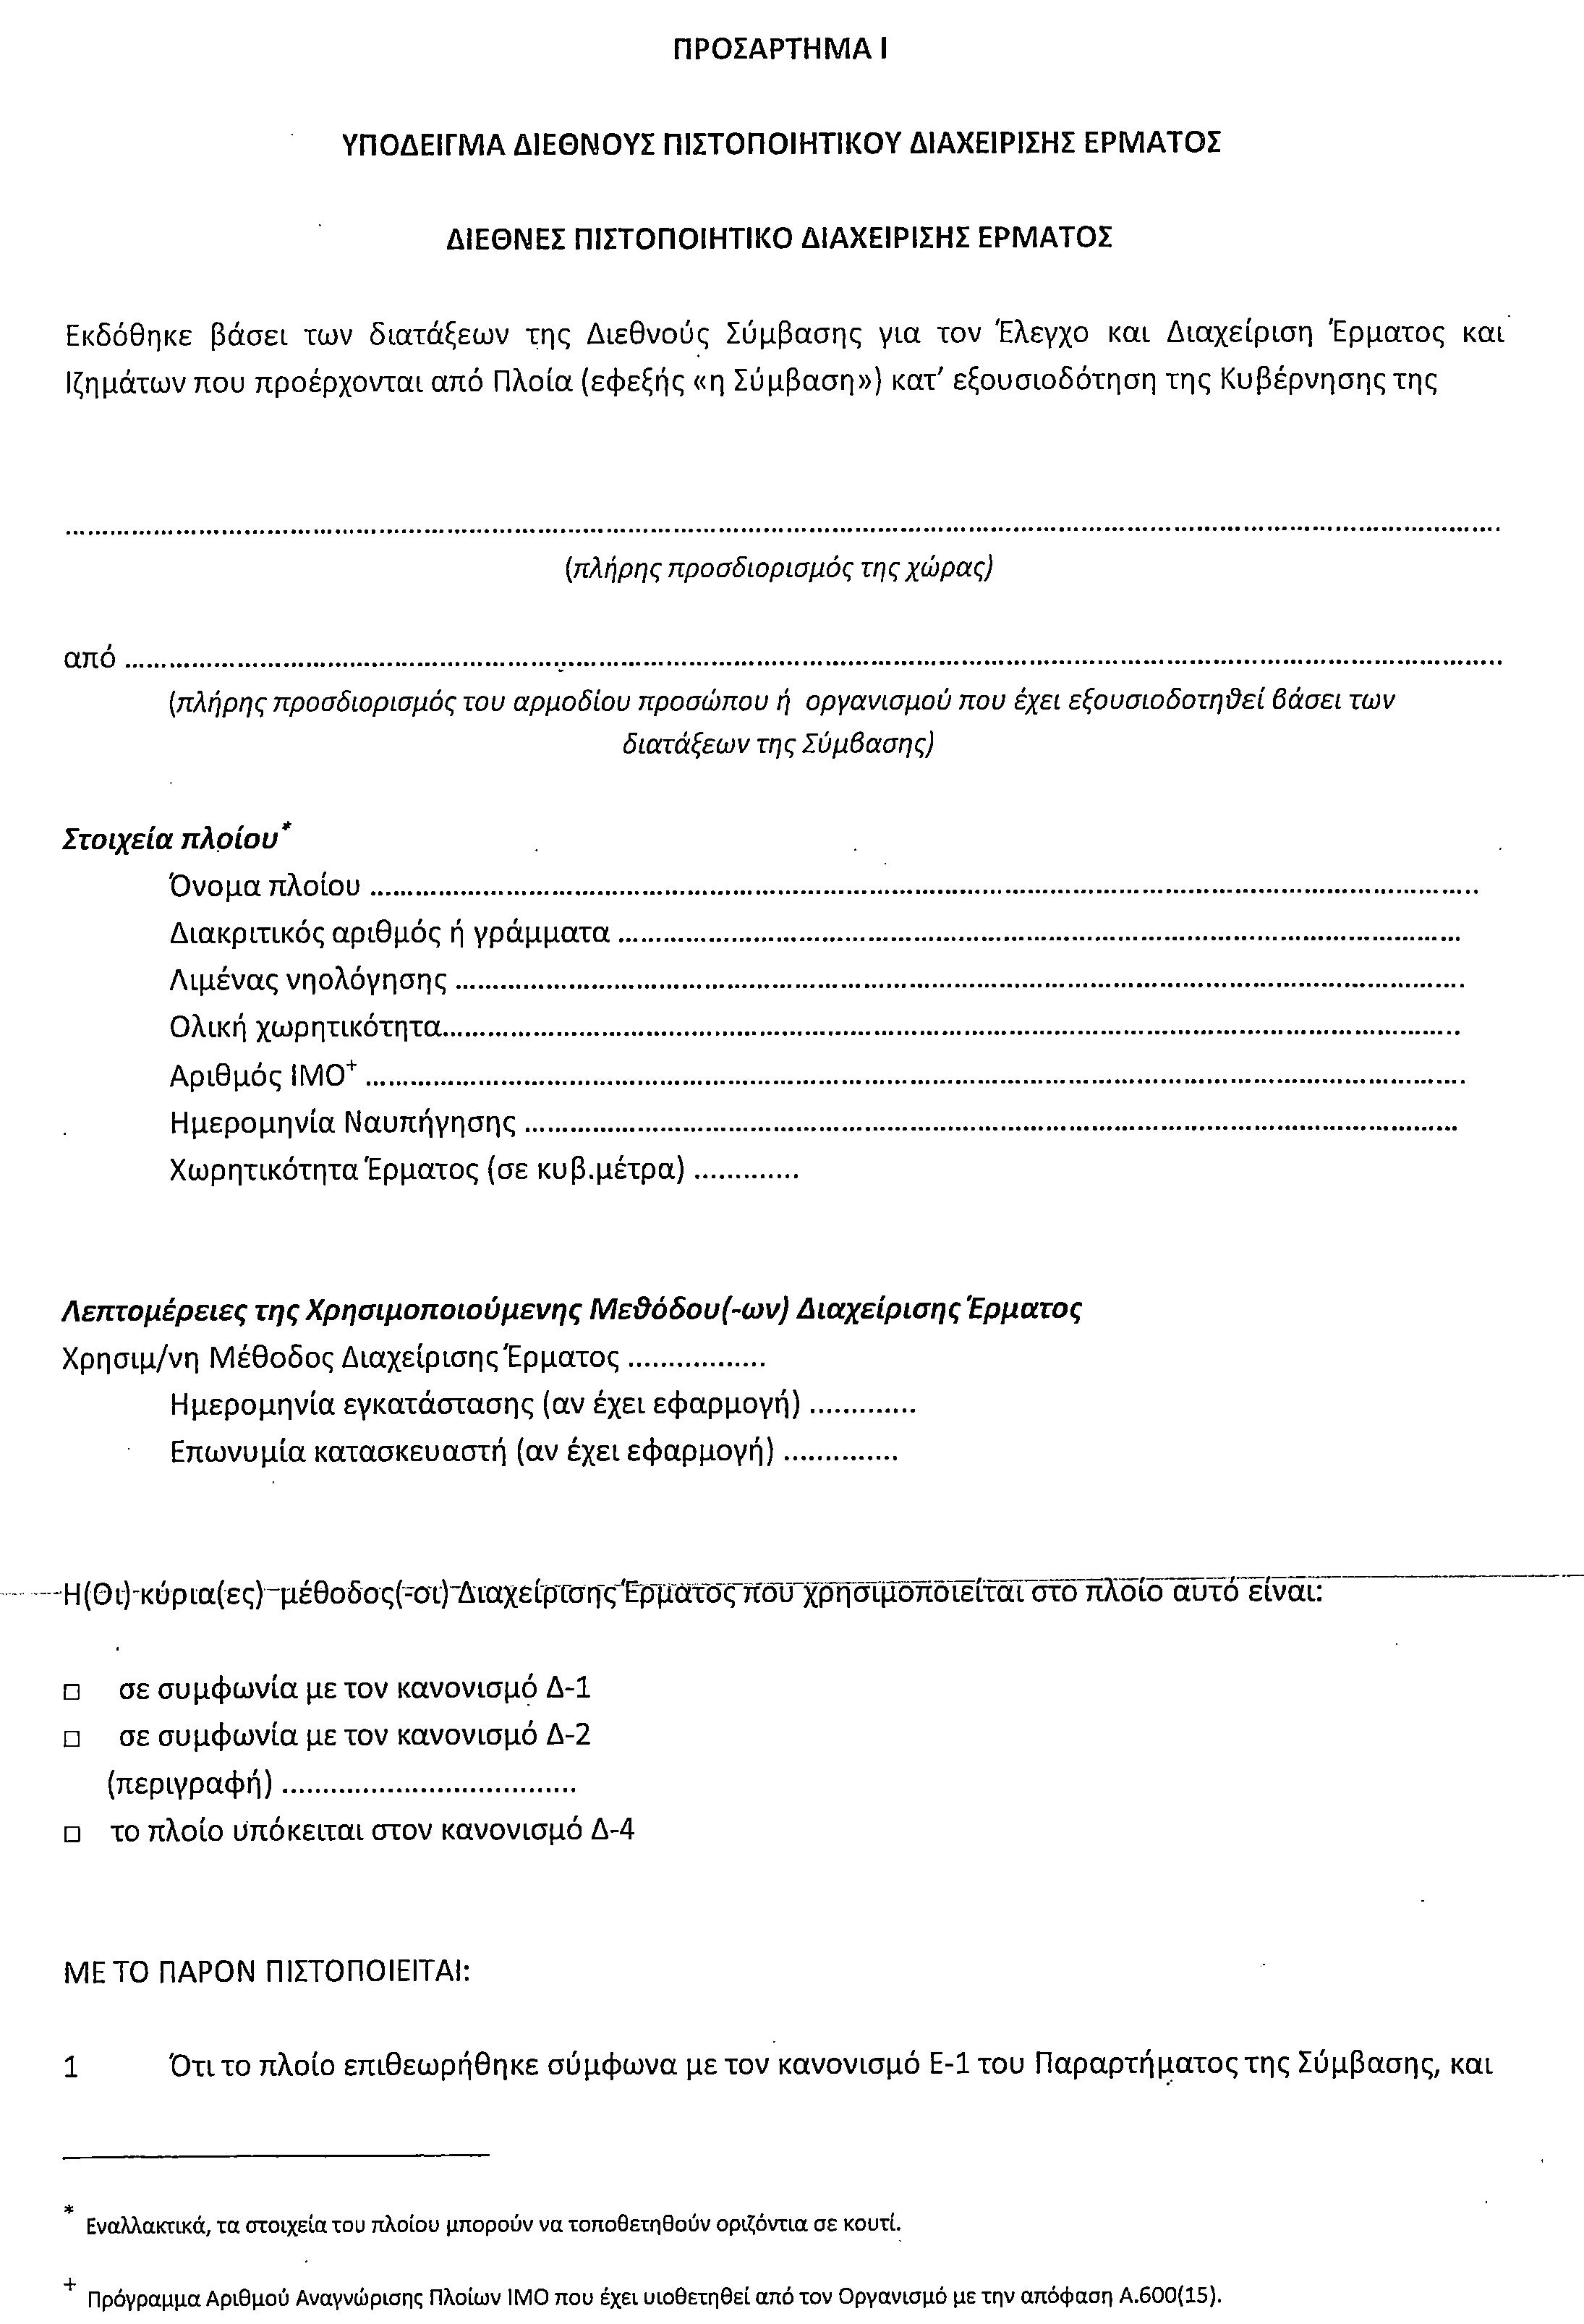 ΠΡΟΣΑΡΤΗΜΑ Ι
ΥΠΟΔΕΙΓΜΑ ΔΙΕΘΝΟΥΣ ΠΙΣΤΟΠΟΙΗΤΙΚΟΥ ΔΙΑΧΕΙΡΙΣΗΣ ΕΡΜΑΤΟΣ
ΔΙΕΘΝΕΣ ΠΙΣΤΟΠΟΙΗΤΙΚΟ ΔΙΑΧΕΙΡΙΣΗΣ ΕΡΜΑΤΟΣ
Εκδόθηκε βάσει των διατάξεων της Διεθνούς Σύμβασης για τον Έλεγχο και Διαχείριση Έρματος και
Ιζημάτων που προέρχονται από Πλοία (εφεξής «η Σύμβαση») κατ’ εξουσιοδότηση της Κυβέρνησης της
..........................................................................................
(πλήρης προσδιορισμός της χώρας)
από ..........................................................................................
(πλήρης προσδιορισμός του αρμοδίου προσώπου ή οργανισμού που έχει εξουσιοδοτηθεί βάσει των
διατάξεων της Σύμβασης)
Στοιχεία πλοίου*
Όνομα πλοίου ..........................................................................................
Διακριτικός αριθμός ή γράμματα ..........................................................................................
Λιμένας νηολόγησης ..........................................................................................
Ολική χωρητικότητα..........................................................................................
Αριθμός ΙΜΟ+ ..........................................................................................
Ημερομηνία Ναυπήγησης ..........................................................................................
Χωρητικότητα Έρματος (σε κυβ.μέτρα) .............
Λεπτομέρειες της Χρησιμοποιούμενης Μεθόδου(-ων) Διαχείρισης Έρματος
Χρησιμ/νη Μέθοδος Διαχείρισης Έρματος .................
Ημερομηνία εγκατάστασης (αν έχει εφαρμογή) .............
Επωνυμία κατασκευαστή (αν έχει εφαρμογή) ..............
Η(Οι) κύρια(ες) μέθοδος(-οι) Διαχείρισης Έρματος που χρησιμοποιείται στο πλοίο αυτό είναι:
□ σε συμφωνία με τον κανονισμό Δ-1
□ σε συμφωνία με τον κανονισμό Δ-2
(περιγραφή) ....................................
□ το πλοίο υπόκειται στον κανονισμό Δ-4
ΜΕ ΤΟ ΠΑΡΟΝ ΠΙΣΤΟΠΟΙΕΙΤΑΙ:
1 Ότι το πλοίο επιθεωρήθηκε σύμφωνα με τον κανονισμό Ε-1 του Παραρτήματος της Σύμβασης, και
* Εναλλακτικά, τα στοιχεία του πλοίου μπορούν να τοποθετηθούν οριζόντια σε κουτί.
+ Πρόγραμμα Αριθμού Αναγνώρισης Πλοίων ΙΜΟ που έχει υιοθετηθεί από τον Οργανισμό με την απόφαση Α.600(15).